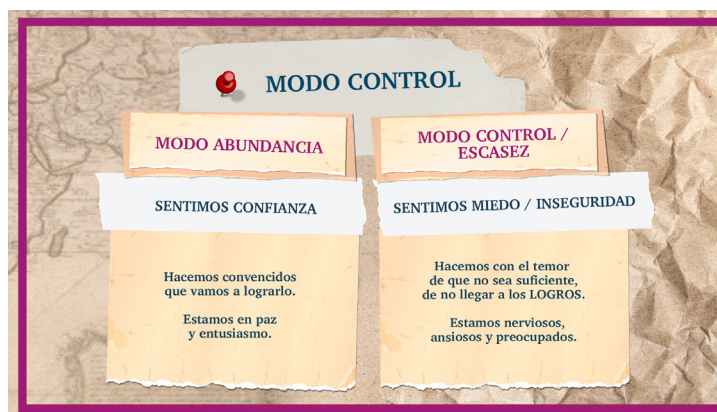 MODO CONTROL
MODO ABUNDANCIA
SENTIMOS CONFIANZA
Hacemos convencidos
que vamos a lograrlo.
Estamos en paz
y entusiasmo.
MODO CONTROL /
ESCASEZ
SENTIMOS MIEDO / INSEGURIDAD
Hacemos con el temor
de que no sea suficiente,
de no llegar a los LOGROS.
Estamos nerviosos,
ansiosos y preocupados.